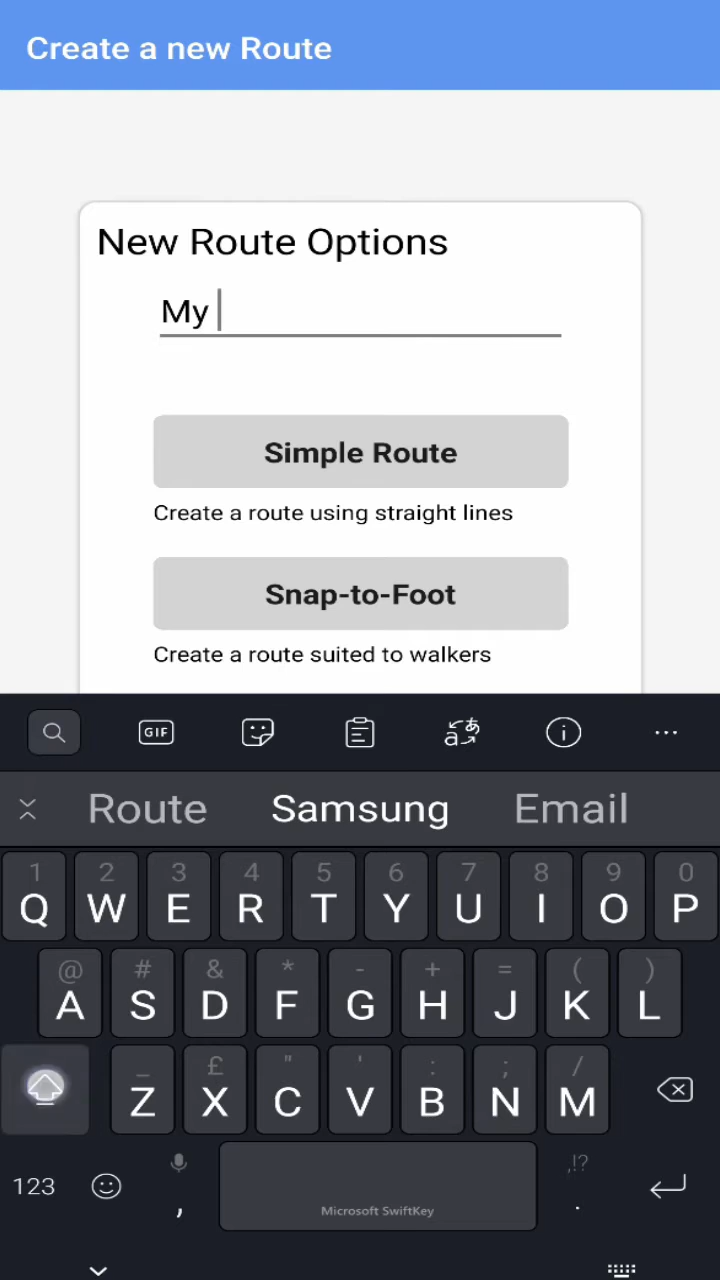 Create a new Route
New Route Options
My
Simple Route
Create a route using straight lines
Snap-to-Foot
Create a route suited to walkers
GIF
a あ
Route Samsung Email
1 2 3 4 5 6 7 8 9 0
Q W E R T Y U I O P
@ # & * - + = ( )
A S D F G H J K L
_ £ " ' : ; /
Z X C V B N M
,!?
123 , .
Microsoft SwiftKey